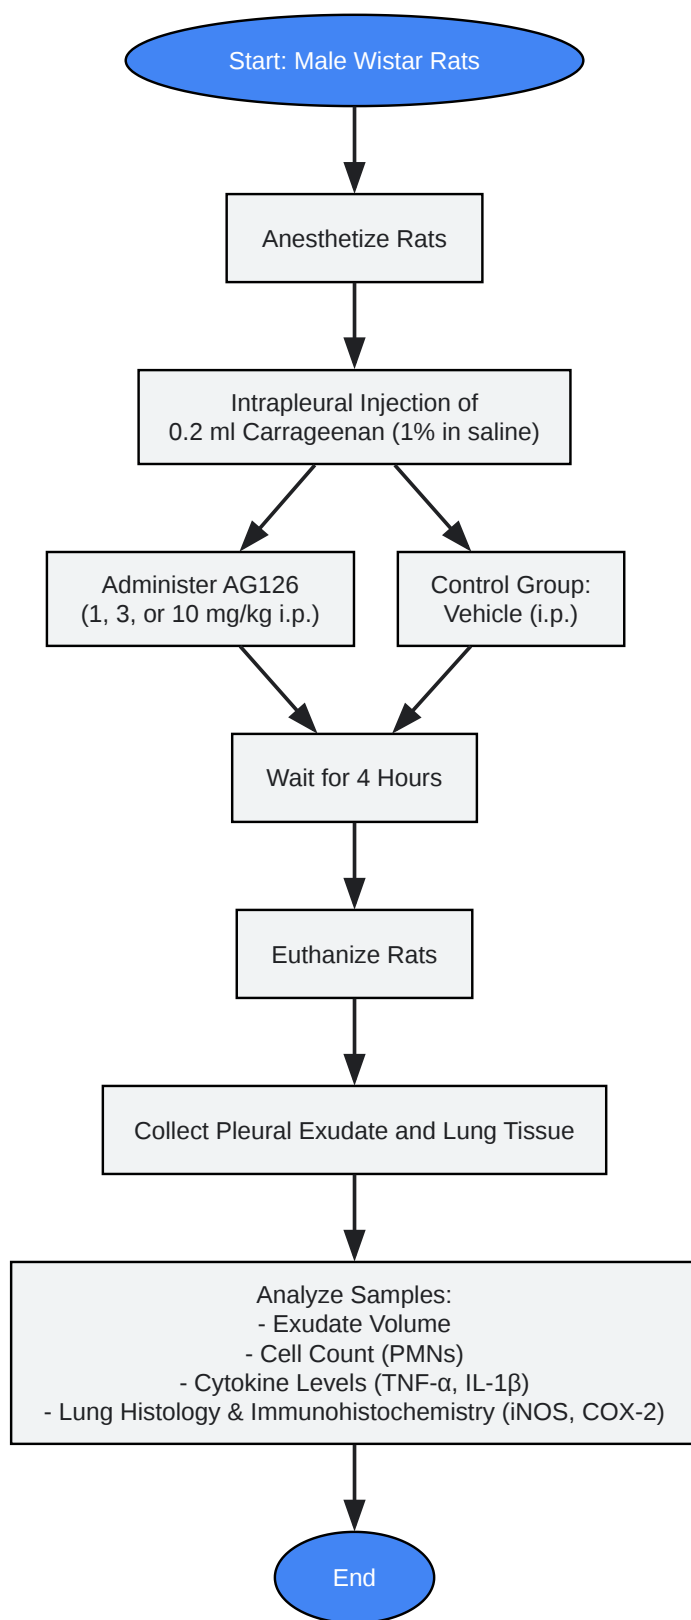 Start: Male Wistar Rats
Anesthetize Rats
Intrapleural Injection of
0.2 ml Carrageenan (1% in saline)
Administer AG126
(1, 3, or 10 mg/kg i.p.)
Control Group:
Vehicle (i.p.)
Wait for 4 Hours
Euthanize Rats
Collect Pleural Exudate and Lung Tissue
Analyze Samples:
- Exudate Volume
- Cell Count (PMNs)
- Cytokine Levels (TNF-α, IL-1β)
- Lung Histology & Immunohistochemistry (iNOS, COX-2)
End